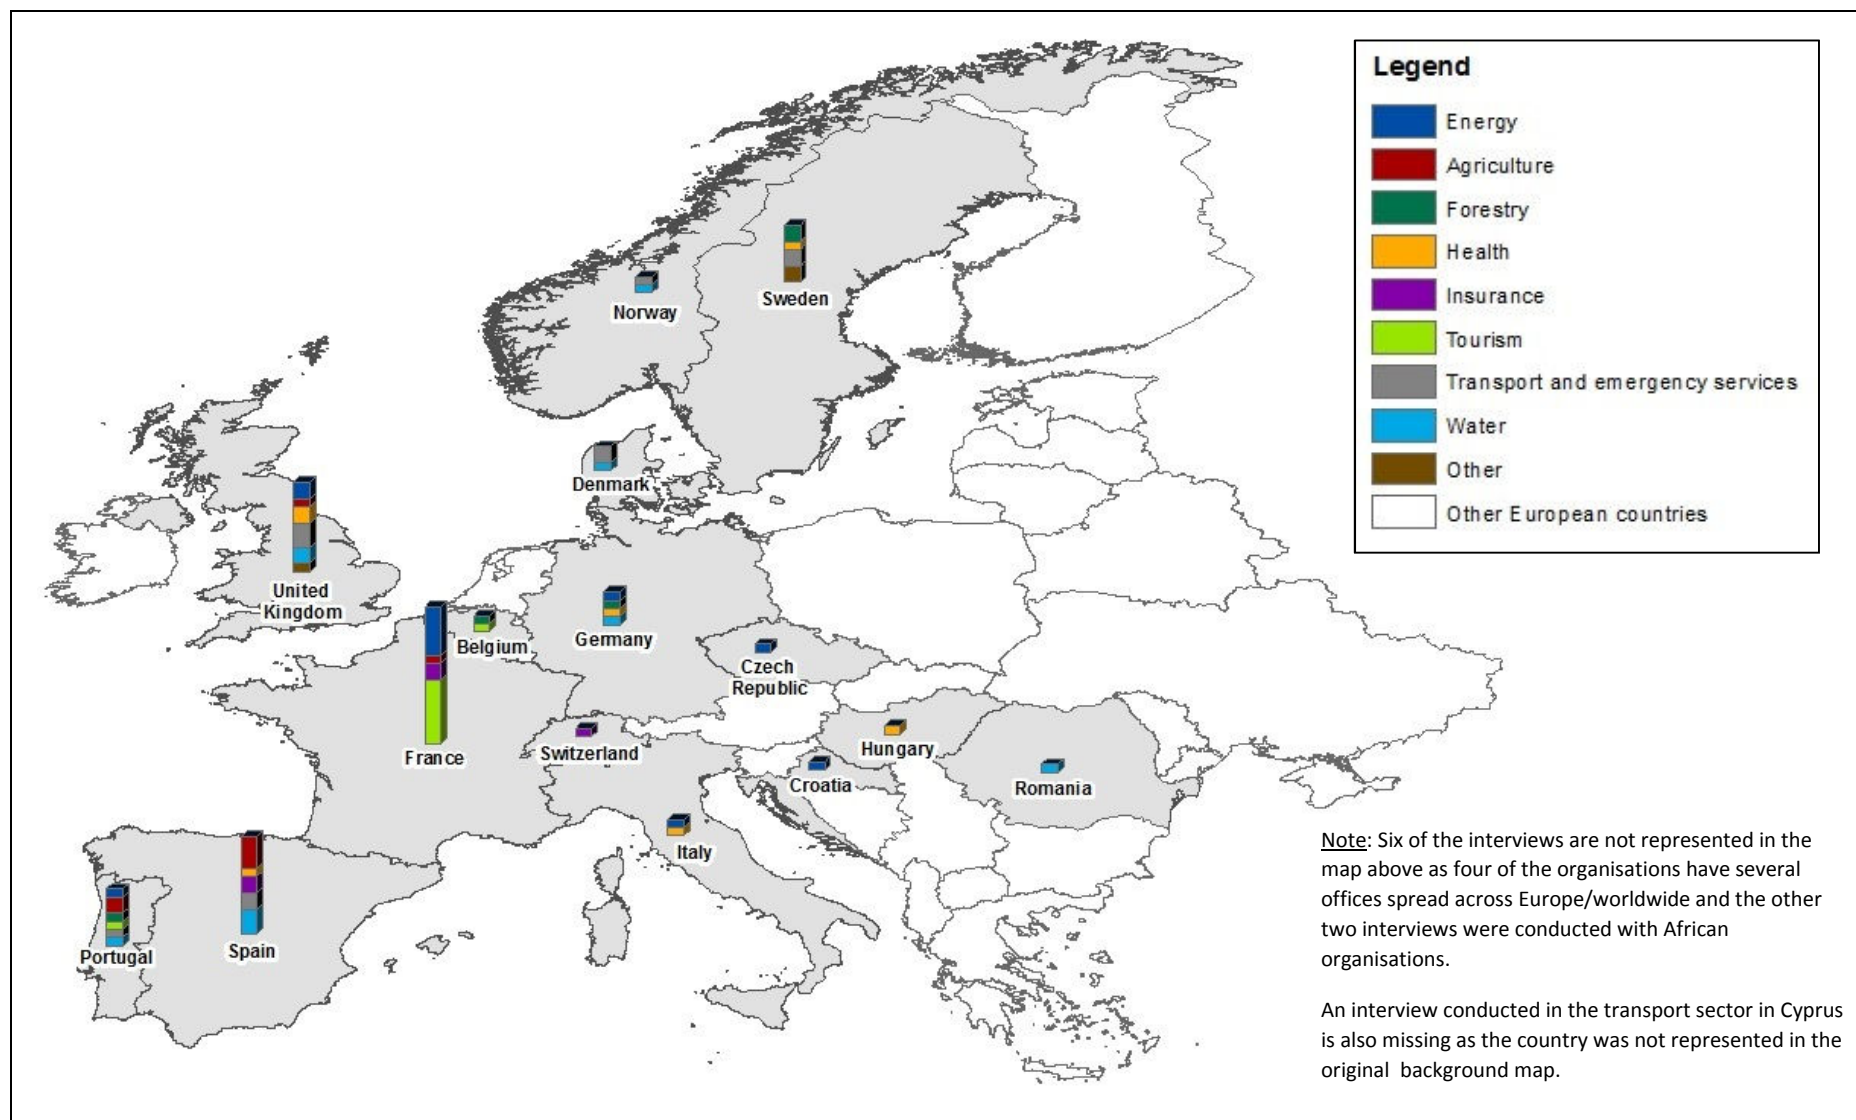 Legend
Energy
Agriculture
Forestry
Health
Insurance
Tourism
Transport and emergency services
Water
Other
Other European countries
Norway
Sweden
Denmark
United
Kingdom
Belgium
Germany
Czech
Republic
France
Switzerland
Hungary
Croatia
Romania
Italy
Portugal
Spain
Note: Six of the interviews are not represented in the
map above as four of the organisations have several
offices spread across Europe/worldwide and the other
two interviews were conducted with African
organisations.
An interview conducted in the transport sector in Cyprus
is also missing as the country was not represented in the
original background map.